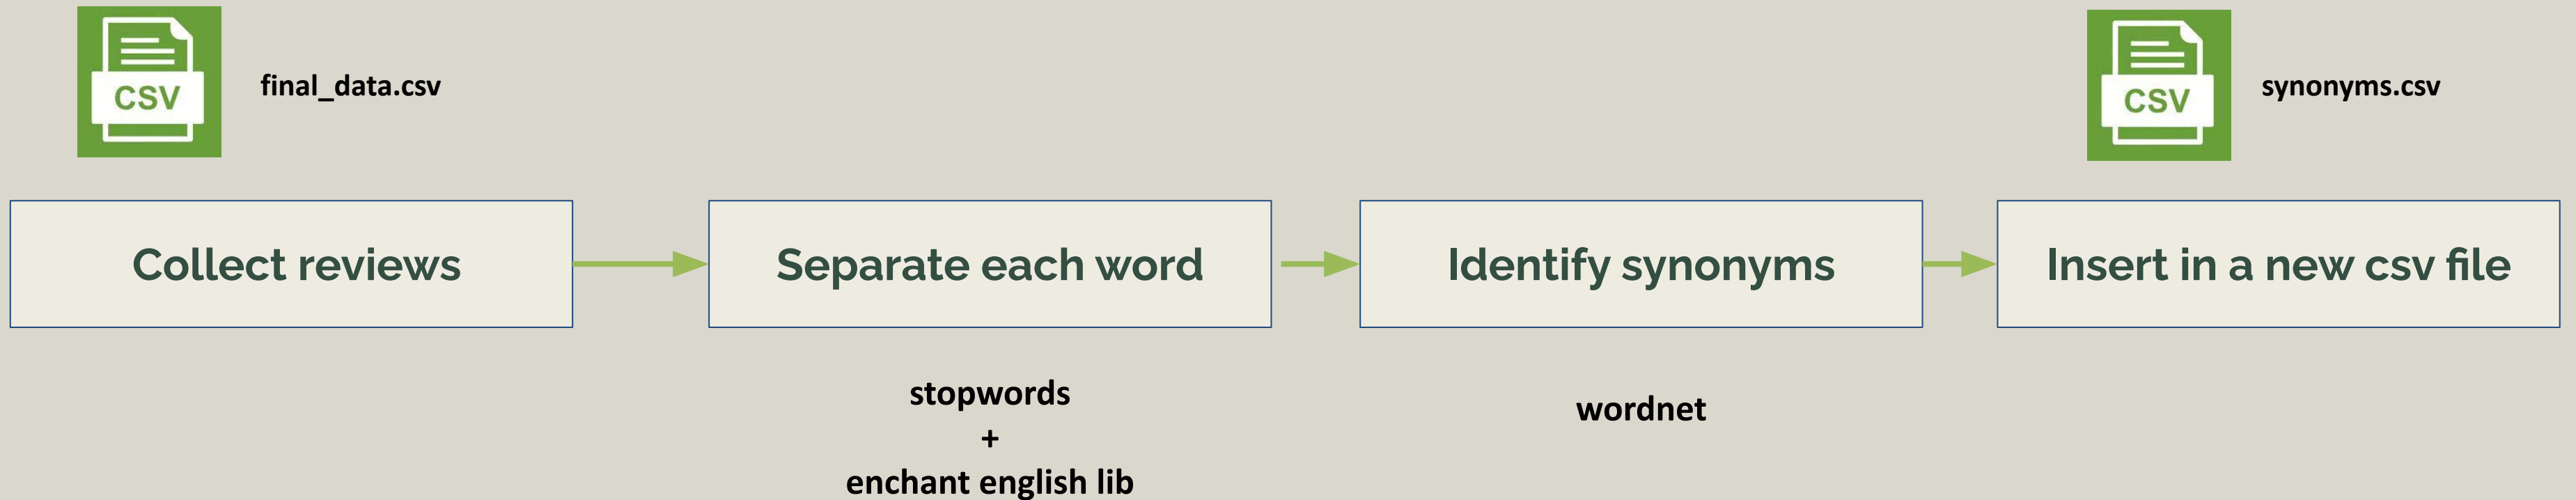 CSV
final_data.csv
CSV
synonyms.csv
Collect reviews
Separate each word
Identify synonyms
Insert in a new csv file
stopwords
+
enchant english lib
wordnet